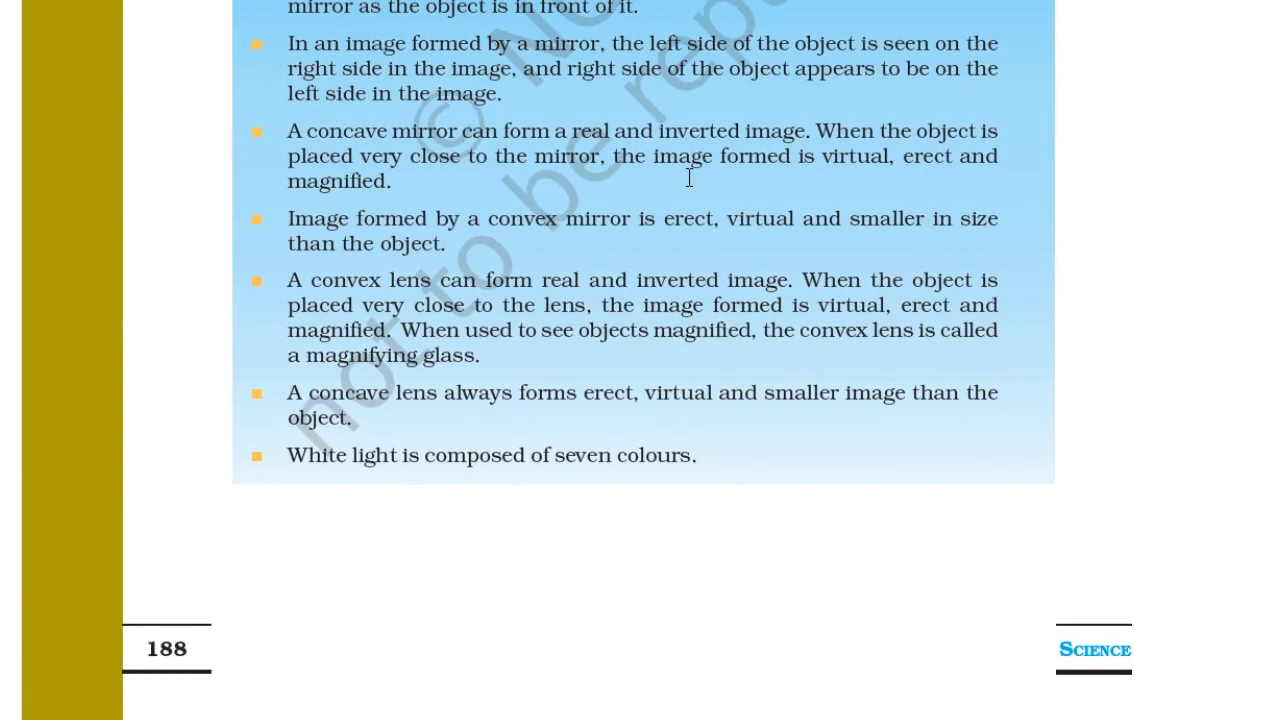 mirror as the object is in front of it.
In an image formed by a mirror, the left side of the object is seen on the
right side in the image, and right side of the object appears to be on the
left side in the image.
A concave mirror can form a real and inverted image. When the object is
placed very close to the mirror, the image formed is virtual, erect and
magnified.
Image formed by a convex mirror is erect, virtual and smaller in size
than the object.
A convex lens can form real and inverted image. When the object is
placed very close to the lens, the image formed is virtual, erect and
magnified. When used to see objects magnified, the convex lens is called
a magnifying glass.
A concave lens always forms erect, virtual and smaller image than the
object.
White light is composed of seven colours.
© N
not to be rep
188
SCIENCE